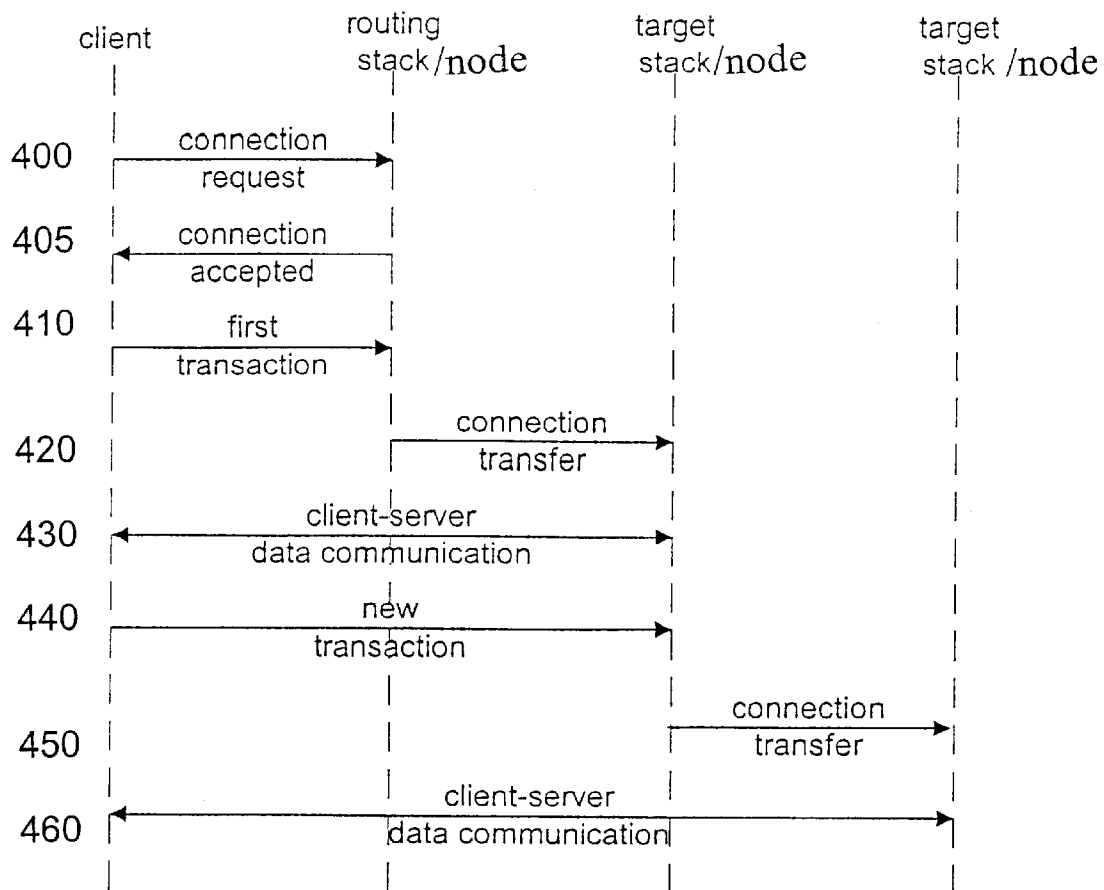 client
routing
stack/node
target
stack/node
target
stack /node
400
connection
request
405
connection
accepted
410
first
transaction
420
connection
transfer
430
client-server
data communication
440
new
transaction
450
connection
transfer
460
client-server
data communication